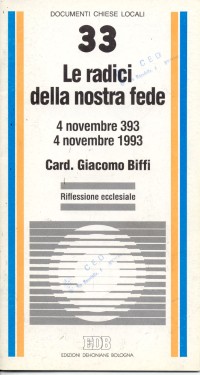 DOCUMENTI CHIESE LOCALI
33
Le radici
della nostra fede
4 novembre 393
4 novembre 1993
Card. Giacomo Biffi
Riflessione ecclesiale
C.E.D.
C.E.D.
EDB
EDIZIONI DEHONIANE BOLOGNA